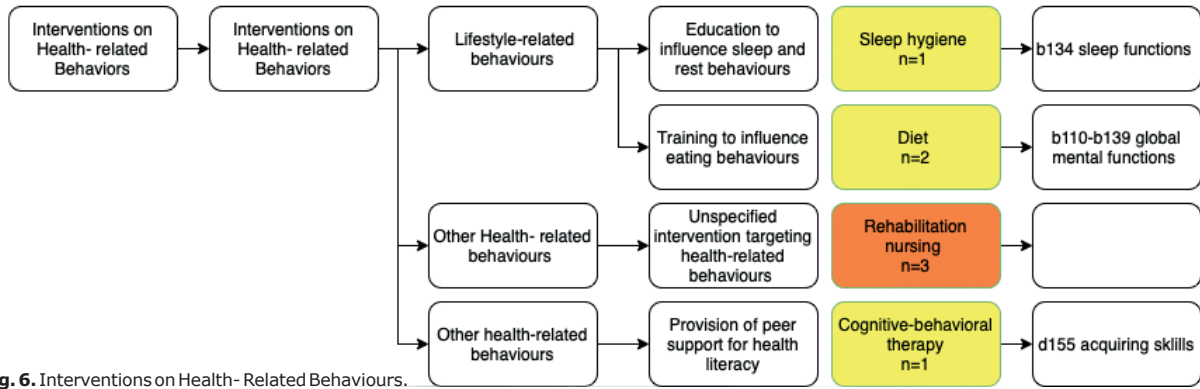 Interventions on
Health- related
Behaviors
Interventions on
Health- related
Behaviors
Lifestyle-related
behaviours
Education to
influence sleep and
rest behaviours
Sleep hygiene
n=1
b134 sleep functions
Training to influence
eating behaviours
Diet
n=2
b110-b139 global
mental functions
Other Health- related
behaviours
Unspecified
intervention targeting
health-related
behaviours
Rehabilitation
nursing
n=3
Other health-related
behaviours
Provision of peer
support for health
literacy
Cognitive-behavioral
therapy
n=1
d155 acquiring sklills
g. 6. Interventions on Health- Related Behaviours.